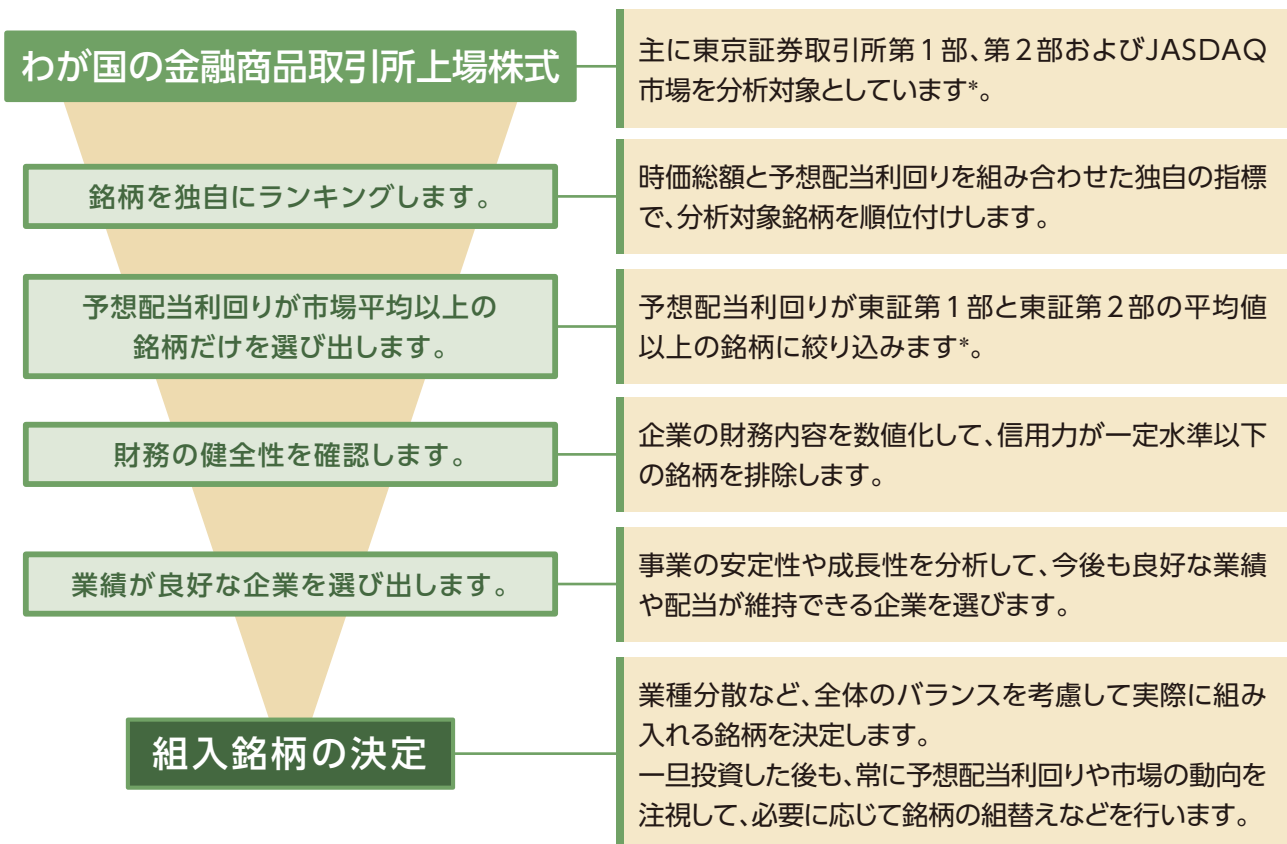 わが国の金融商品取引所上場株式
主に東京証券取引所第1部、第2部およびJASDAQ
市場を分析対象としています*。
銘柄を独自にランキングします。
時価総額と予想配当利回りを組み合わせた独自の指標
で、分析対象銘柄を順位付けします。
予想配当利回りが市場平均以上の
銘柄だけを選び出します。
予想配当利回りが東証第1部と東証第2部の平均値
以上の銘柄に絞り込みます*。
財務の健全性を確認します。
企業の財務内容を数値化して、信用力が一定水準以下
の銘柄を排除します。
業績が良好な企業を選び出します。
事業の安定性や成長性を分析して、今後も良好な業績
や配当が維持できる企業を選びます。
組入銘柄の決定
業種分散など、全体のバランスを考慮して実際に組み
入れる銘柄を決定します。
一旦投資した後も、常に予想配当利回りや市場の動向を
注視して、必要に応じて銘柄の組替えなどを行います。